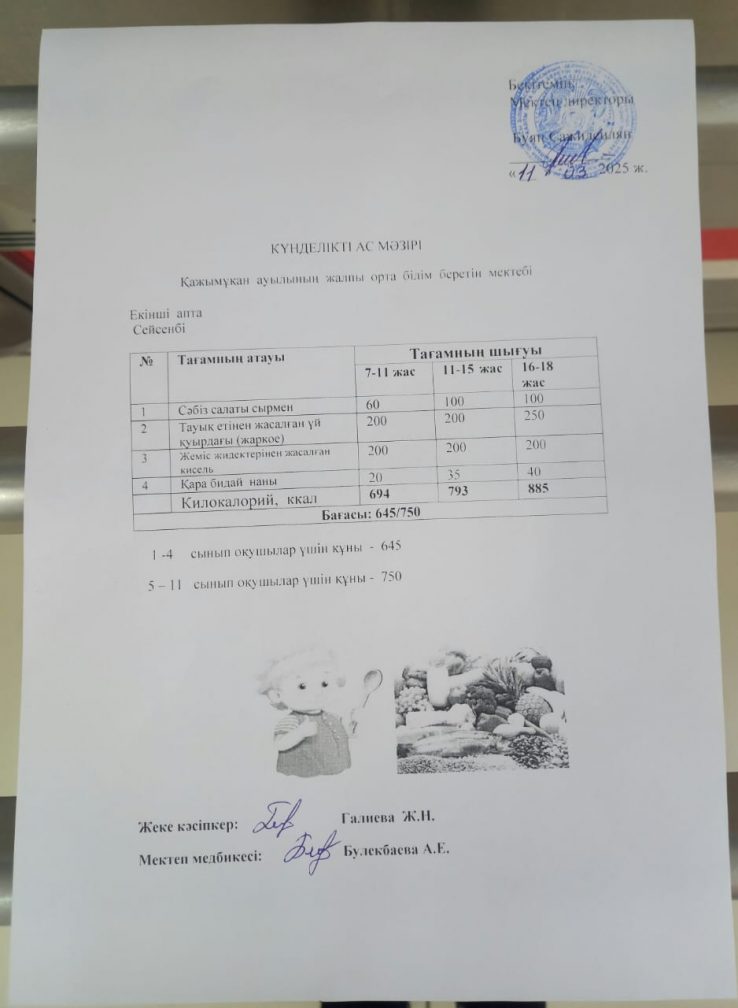 Бекітемін
Мектеп директоры
Буян Сажидейлян
«11 03 2025 ж.
КҮНДЕЛІКТІ АС МӘЗІРІ
Қажымұқан ауылының жалпы орта білім беретін мектебі
Екінші апта
Сейсенбі
№ Тағамның атауы Тағамның шығуы
7-11 жас 11-15 жас 16-18
жас
1 Сәбіз салаты сырмен 60 100 100
2 Тауық етінен жасалған үй 200 200 250
қуырдағы (жаркое)
3 Жеміс жидектерінен жасалған 200 200 200
кисель
4 Қара бидай наны 20 35 40
Килокалорий, ккал 694 793 885
Бағасы: 645/750
1 -4 сынып оқушылар үшін құны - 645
5 – 11 сынып оқушылар үшін құны - 750
Жеке кәсіпкер: Галиева Ж.Н.
Мектеп медбикесі: Булекбаева А.Е.